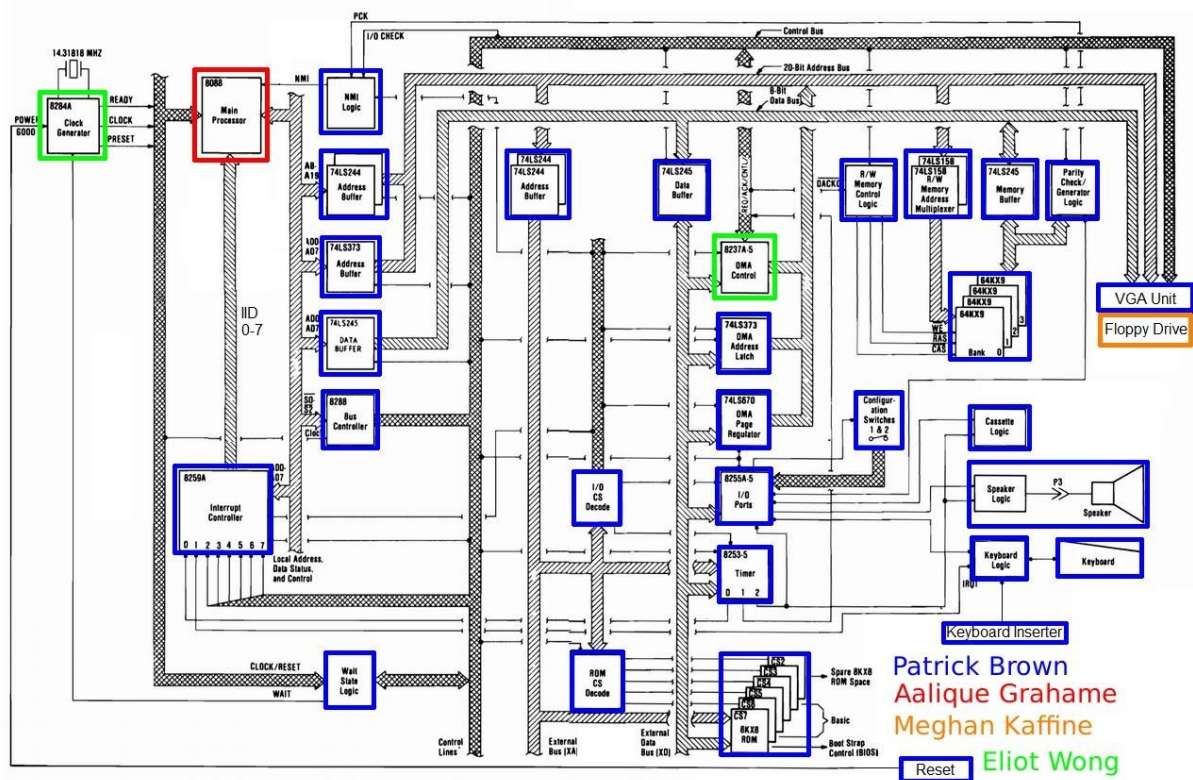 PCK
Control Bus
14.31818 MHZ
I/O CHECK
20-Bit Address Bus
8-Bit
Data Bus
8284A
Clock
Generator
READY
CLOCK
PRESET
POWER
GOOD
8088
Main
Processor
NMI
NMI
Logic
A8-
A19
74LS244
74LS244
Address
Buffer
74LS244
74LS244
Address
Buffer
74LS245
Data
Buffer
REQ/ACK/CNTL
DACK0
R/W
Memory
Control
Logic
74LS158
74LS158
R/W
Memory
Address
Multiplexer
74LS245
Memory
Buffer
Parity
Check/
Generator
Logic
AD0-
AD7
74LS373
Address
Buffer
8237A-5
DMA
Control
64KX9
64KX9
64KX9
64KX9
3
2
1
Bank 0
WE
RAS
CAS
VGA Unit
Floppy Drive
IID
0-7
AD0
AD7
74LS245
DATA
BUFFER
74LS373
DMA
Address
Latch
8288
Bus
Controller
Clock
74LS670
DMA
Page
Regulator
Configur-
ation
Switches
1 & 2
Cassette
Logic
8259A
Interrupt
Controller
0 1 2 3 4 5 6 7
Local Address,
Data Status,
and Control
I/O
CS
Decode
8255A-5
I/O
Ports
Speaker
Logic
P3
Speaker
8253-5
Timer
0 1 2
Keyboard
Logic
Keyboard
IRQ1
Keyboard Inserter
CLOCK/RESET
WAIT
Wait
State
Logic
ROM
CS
Decode
CS2
CS3
CS4
CS5
CS6
CS7
8KX8
ROM
Spare 8KX8
ROM Space
Basic
Boot Strap
Control (BIOS)
Control
Lines
External
Bus (XA)
External
Data
Bus (XD)
Patrick Brown
Aalique Grahame
Meghan Kaffine
Eliot Wong
Reset